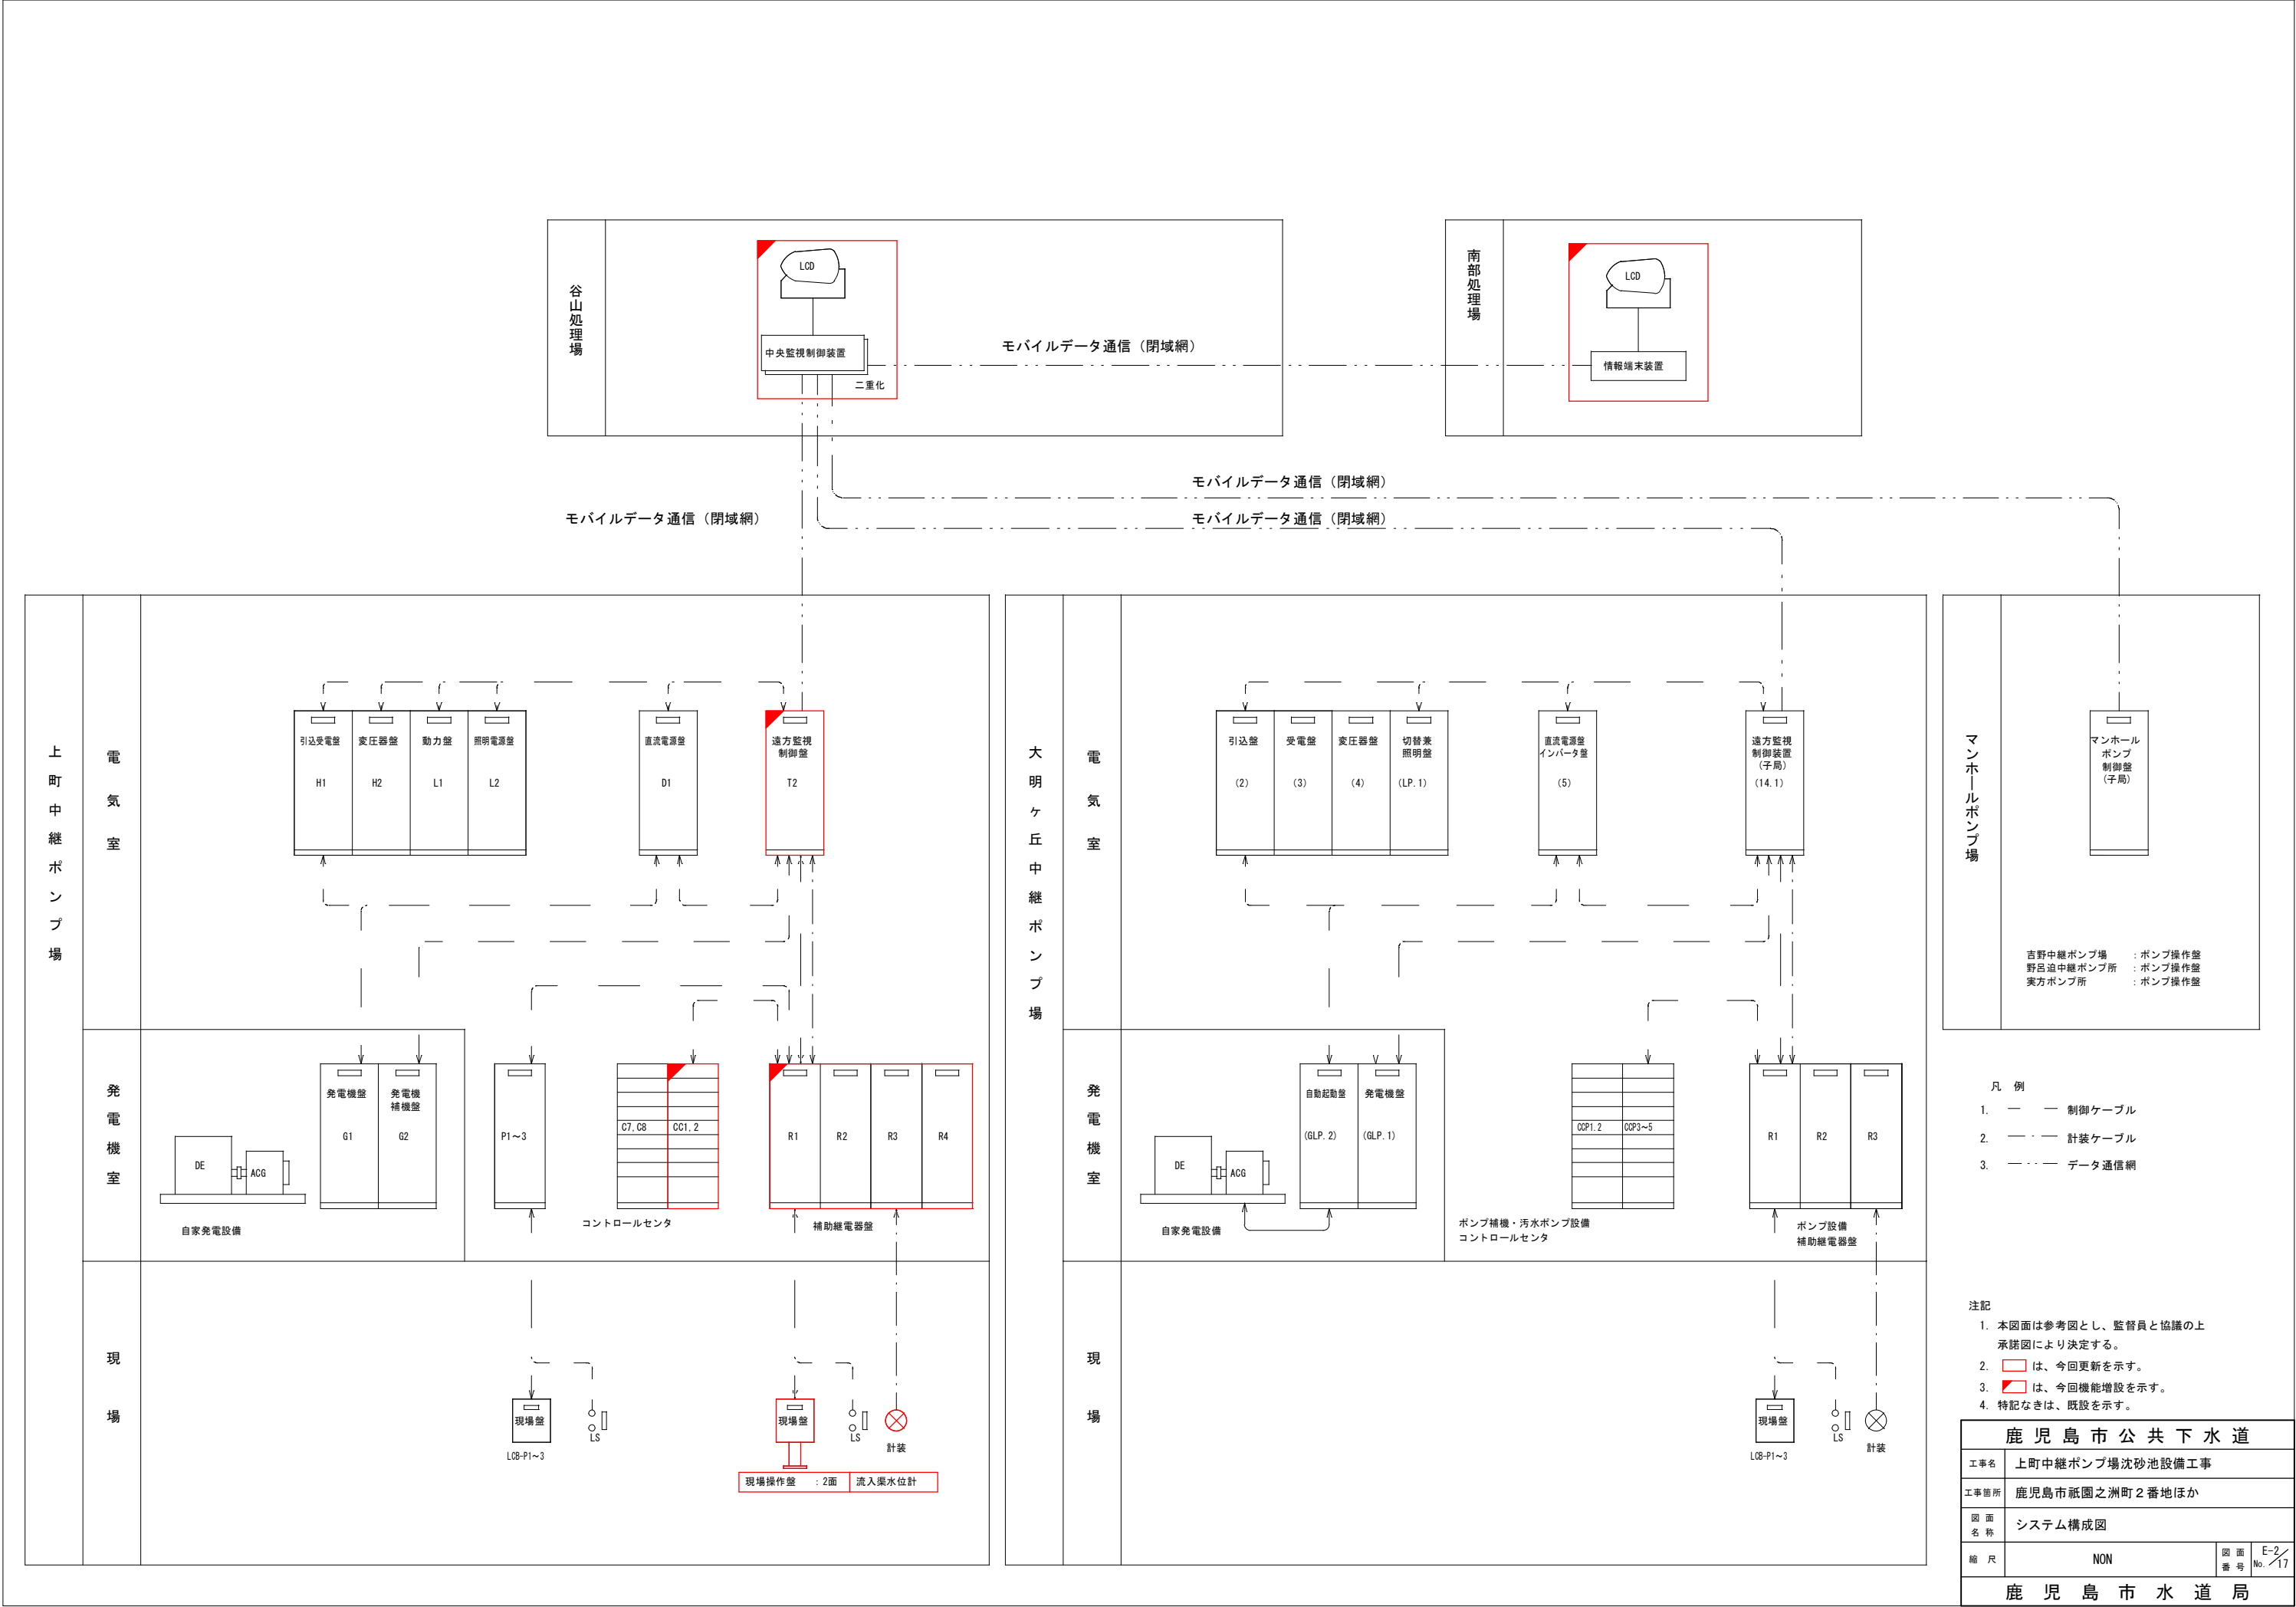 谷山処理場
LCD
中央監視制御装置
二重化
モバイルデータ通信（閉域網）
南部処理場
LCD
情報端末装置
モバイルデータ通信（閉域網）
モバイルデータ通信（閉域網）
モバイルデータ通信（閉域網）
上町中継ポンプ場
電気室
引込受電盤
H1
変圧器盤
H2
動力盤
L1
照明電源盤
L2
直流電源盤
D1
遠方監視
制御盤
T2
発電機室
DE
ACG
自家発電設備
発電機盤
G1
発電機
補機盤
G2
P1～3
C7,C8
CC1,2
コントロールセンタ
R1
R2
R3
R4
補助継電器盤
現場
現場盤
LCB-P1～3
LS
現場盤
LS
計装
現場操作盤　：2面
流入渠水位計
大明ヶ丘中継ポンプ場
電気室
引込盤
(2)
受電盤
(3)
変圧器盤
(4)
切替兼
照明盤
(LP.1)
直流電源盤
インバータ盤
(5)
遠方監視
制御装置
(子局)
(14.1)
発電機室
DE
ACG
自家発電設備
自動起動盤
(GLP.2)
発電機盤
(GLP.1)
CCP1.2
CCP3～5
ポンプ補機・汚水ポンプ設備
コントロールセンタ
R1
R2
R3
ポンプ設備
補助継電器盤
現場
現場盤
LCB-P1～3
LS
計装
マンホールポンプ場
マンホール
ポンプ
制御盤
(子局)
吉野中継ポンプ場　：ポンプ操作盤
野呂迫中継ポンプ所　：ポンプ操作盤
実方ポンプ所　：ポンプ操作盤
凡 例
1. 制御ケーブル
2. 計装ケーブル
3. データ通信網
注記
1. 本図面は参考図とし、監督員と協議の上
承諾図により決定する。
2. は、今回更新を示す。
3. は、今回機能増設を示す。
4. 特記なきは、既設を示す。
鹿児島市公共下水道
工事名 上町中継ポンプ場沈砂池設備工事
工事箇所 鹿児島市祇園之洲町２番地ほか
図面名称 システム構成図
縮尺 NON 図面番号 No. E-2/17
鹿児島市水道局